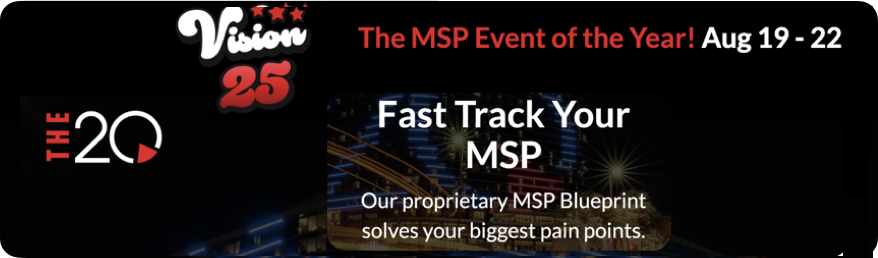 Vision
25
The MSP Event of the Year! Aug 19 - 22
THE
20
Fast Track Your
MSP
Our proprietary MSP Blueprint
solves your biggest pain points.